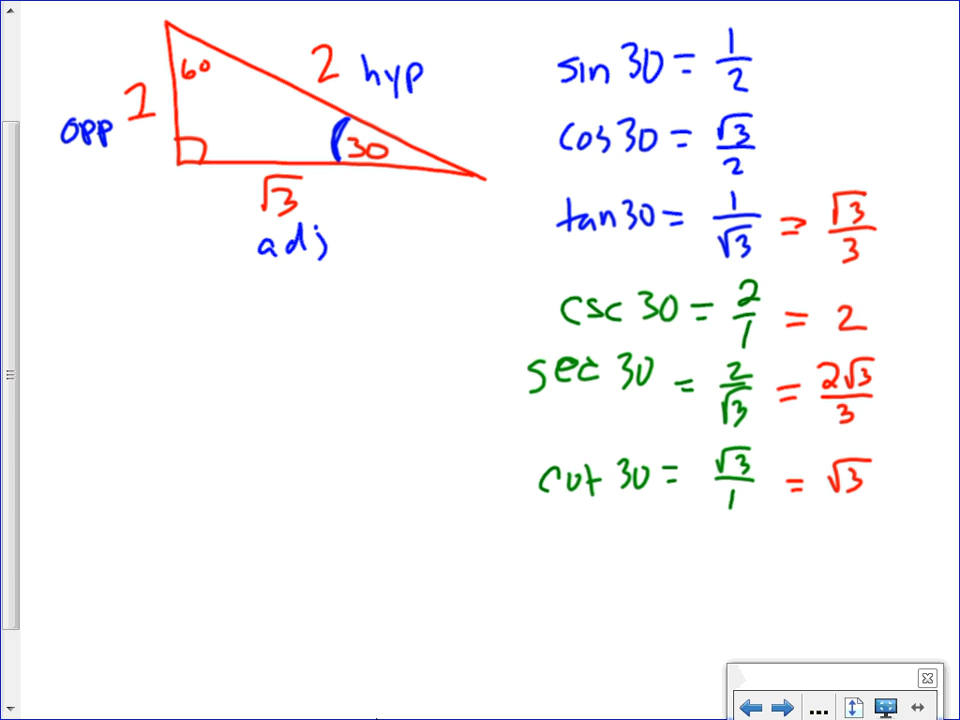 60
2 hyp
1
opp
30
√3
adj
sin 30 = 1/2
cos 30 = √3/2
tan 30 = 1/√3 = √3/3
csc 30 = 2/1 = 2
sec 30 = 2/√3 = 2√3/3
cot 30 = √3/1 = √3
...